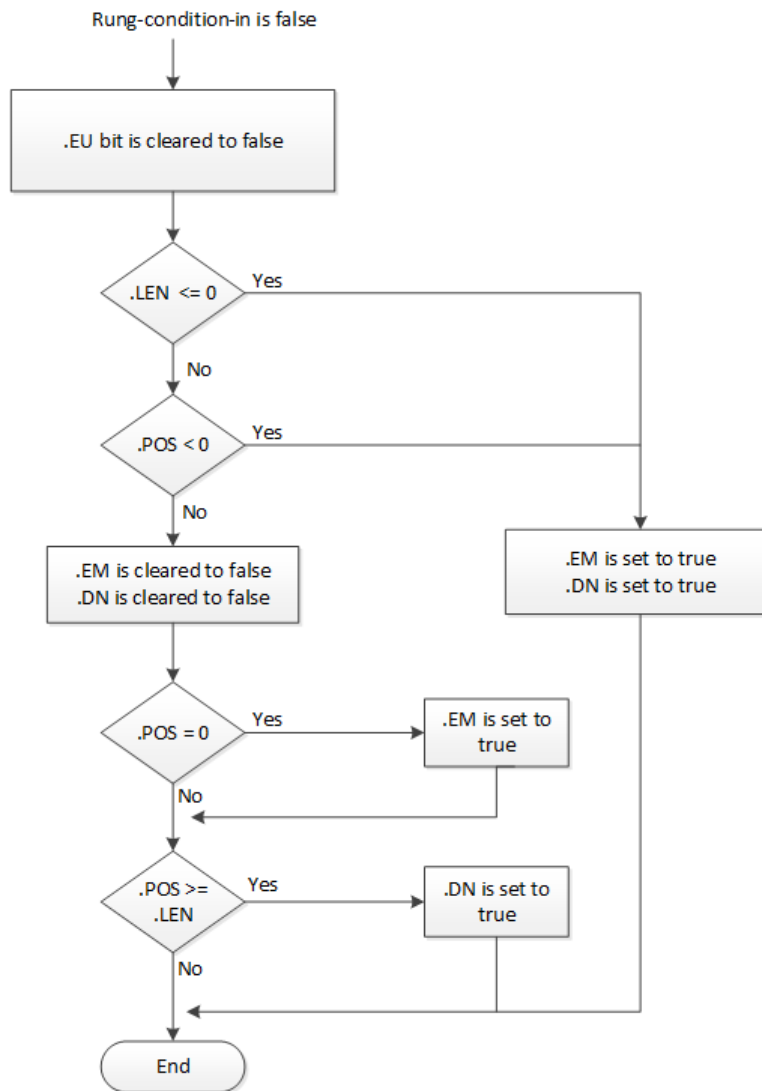 Rung-condition-in is false
.EU bit is cleared to false
.LEN <= 0
Yes
No
.POS < 0
Yes
No
.EM is cleared to false
.DN is cleared to false
.EM is set to true
.DN is set to true
.POS = 0
Yes
.EM is set to
true
No
.POS >=
.LEN
Yes
.DN is set to
true
No
End